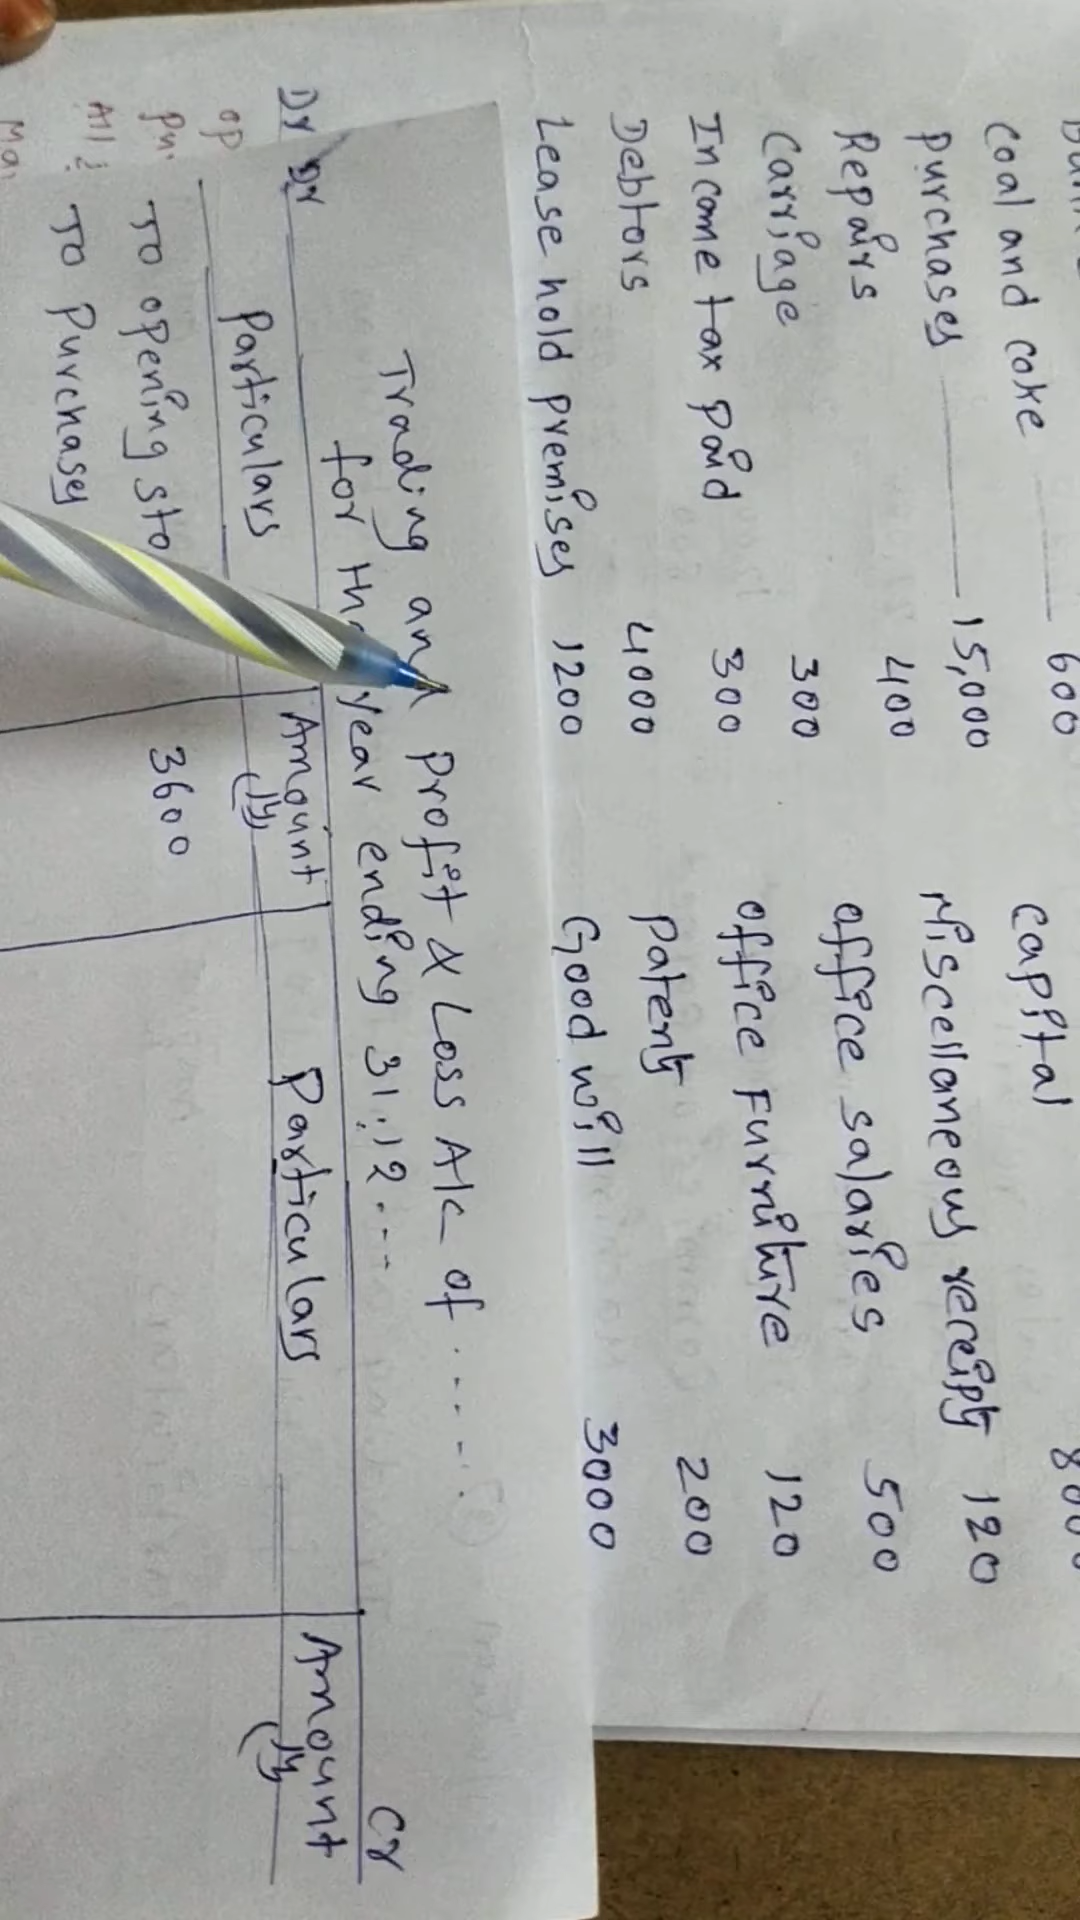 Coal and coke 600 Capital
Purchases 15,000 Miscellaneous receipts 120
Repairs 400 office salaries 500
Carriage 300 office Furniture 120
Income tax paid 300 Patents 200
Debtors 4000 Good will 3000
Lease hold premises 1200
Trading and Profit & Loss A/c of .....
for the year ending 31.12....
Dr Dr Cr
Particulars Amount Particulars Amount
To opening sto 3600
To Purchases